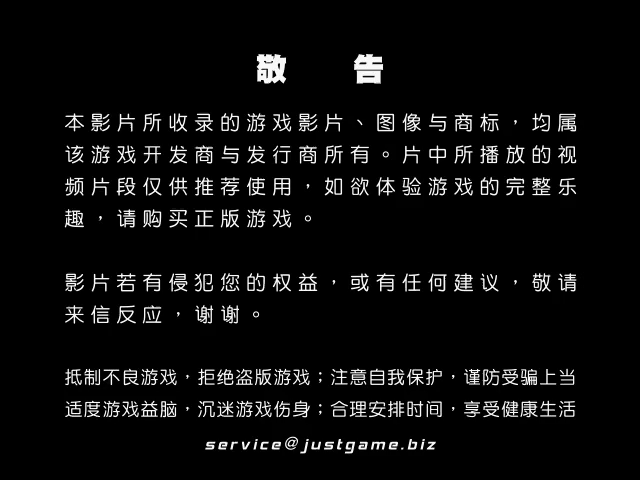 敬 告
本影片所收录的游戏影片、图像与商标，均属
该游戏开发商与发行商所有。片中所播放的视
频片段仅供推荐使用，如欲体验游戏的完整乐
趣，请购买正版游戏。
影片若有侵犯您的权益，或有任何建议，敬请
来信反应，谢谢。
抵制不良游戏，拒绝盗版游戏；注意自我保护，谨防受骗上当
适度游戏益脑，沉迷游戏伤身；合理安排时间，享受健康生活
service@justgame.biz